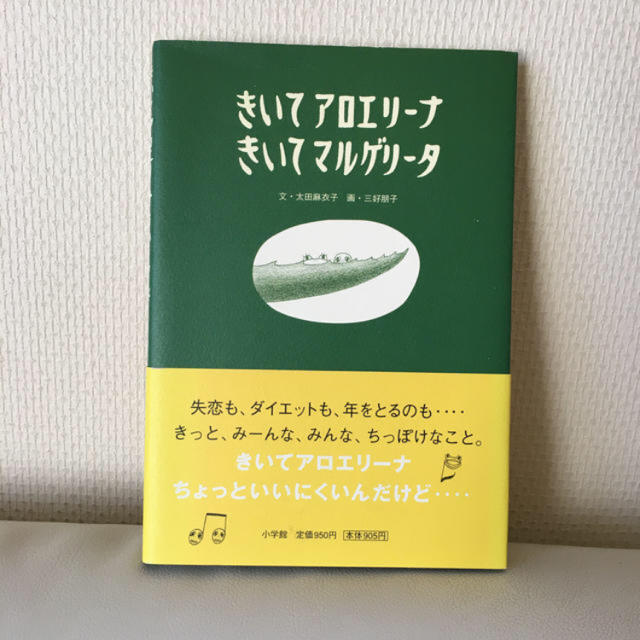 きいて アロエリーナ
きいて マルゲリータ
文・太田麻衣子 画・三好朋子
失恋も、ダイエットも、年をとるのも‥‥
きっと、みーんな、みんな、ちっぽけなこと。
きいてアロエリーナ
ちょっといいにくいんだけど‥‥
小学館 定価950円 本体905円